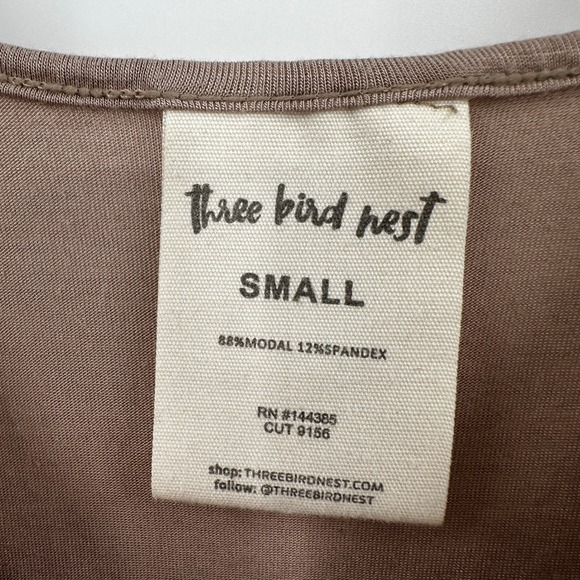 three bird nest
SMALL
88%MODAL 12%SPANDEX
RN #144385
CUT 9156
shop: THREEBIRDNEST.COM
follow: @THREEBIRDNEST